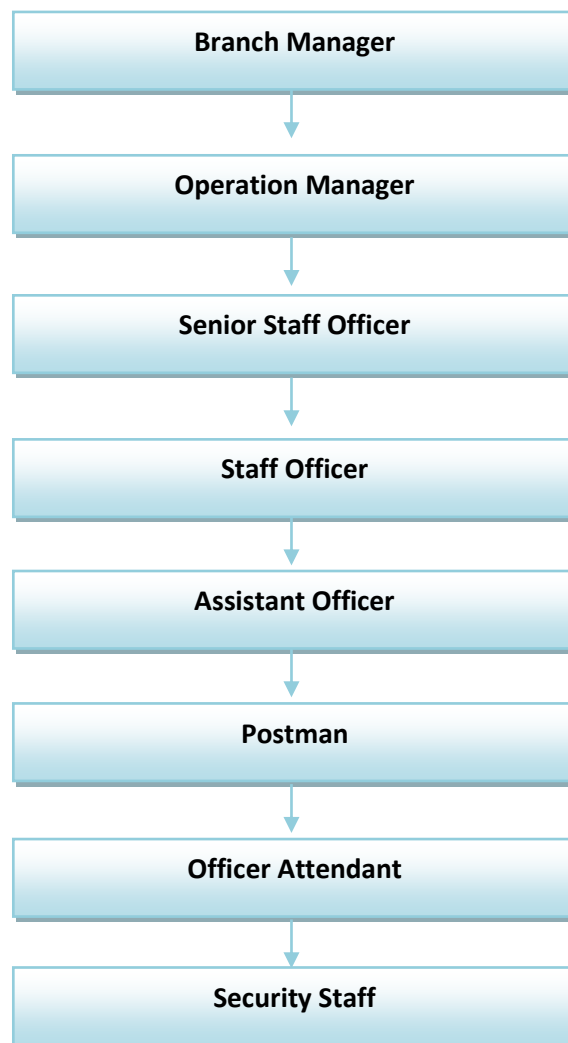 Branch Manager
Operation Manager
Senior Staff Officer
Staff Officer
Assistant Officer
Postman
Officer Attendant
Security Staff